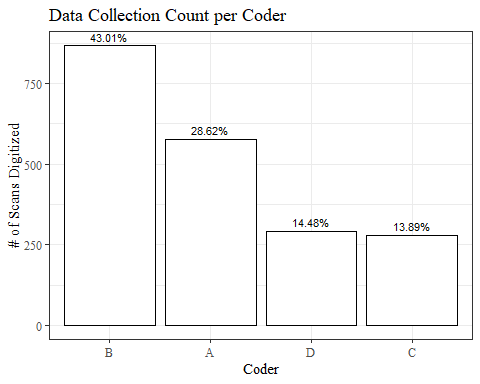 Data Collection Count per Coder
43.01%
28.62%
14.48%
13.89%
750
500
250
0
# of Scans Digitized
B A D C
Coder